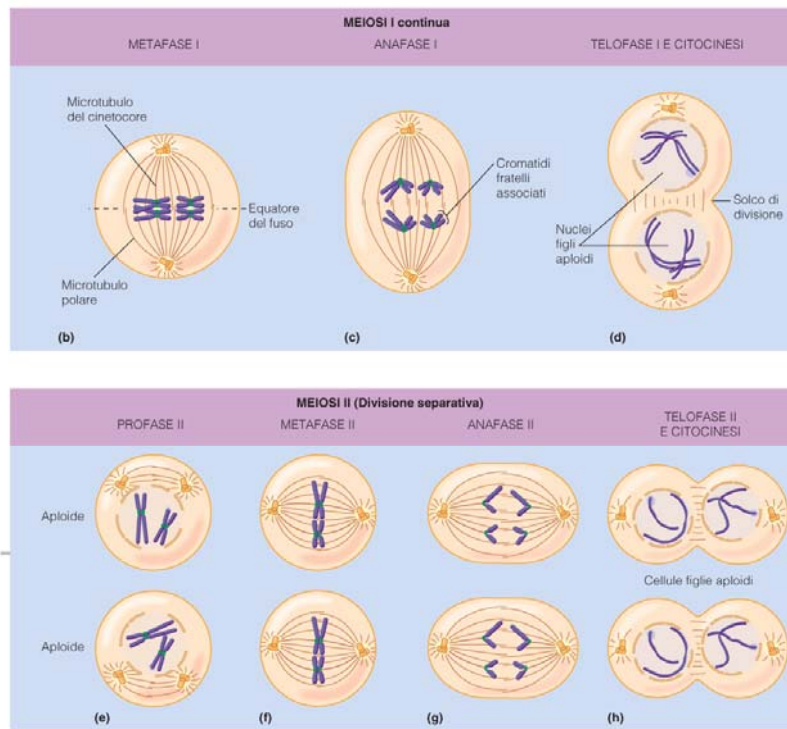 MEIOSI I continua
METAFASE I
ANAFASE I
TELOFASE I E CITOCINESI
Microtubulo
del cinetocore
Equatore
del fuso
Microtubulo
polare
Cromatidi
fratelli
associati
Solco di
divisione
Nuclei
figli
aploidi
(b)
(c)
(d)
MEIOSI II (Divisione separativa)
PROFASE II
METAFASE II
ANAFASE II
TELOFASE II
E CITOCINESI
Aploide
Cellule figlie aploidi
Aploide
(e)
(f)
(g)
(h)